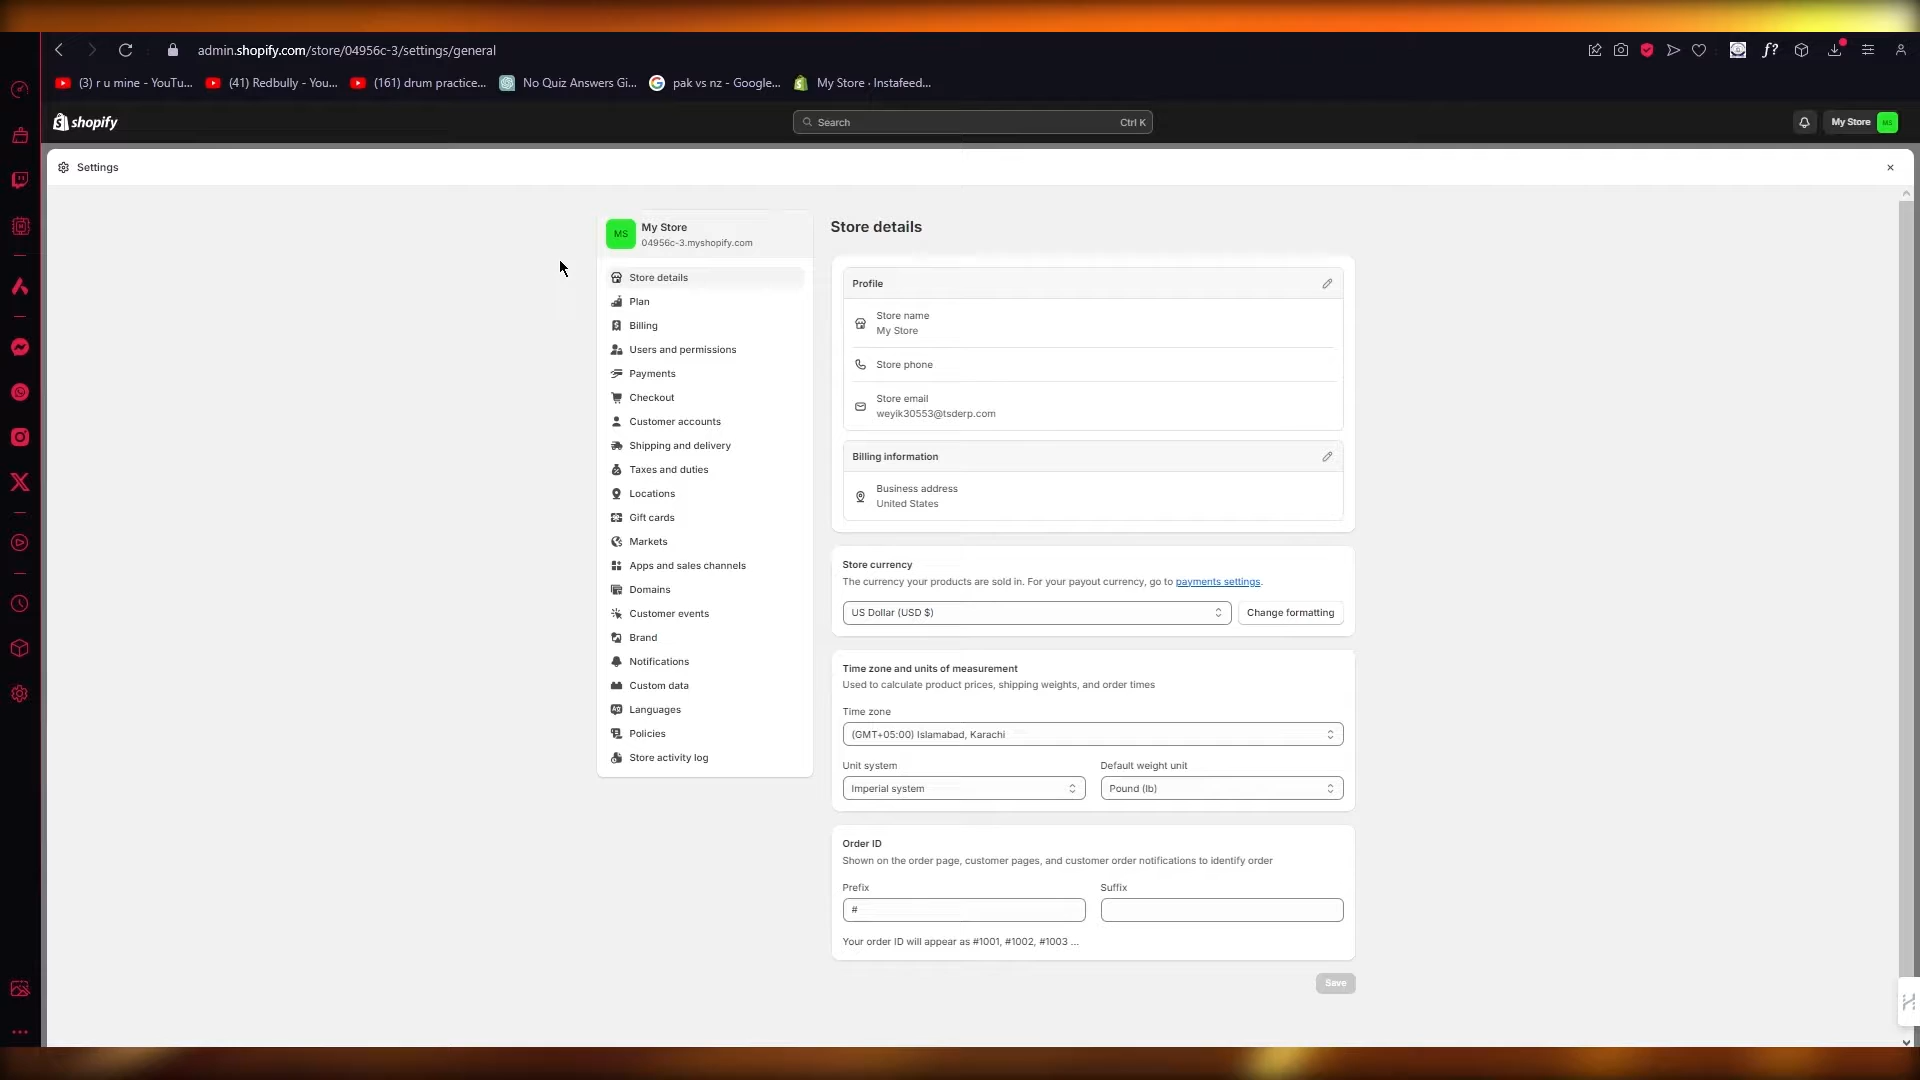 admin.shopify.com/store/04956c-3/settings/general
(3) r u mine - YouTu...
(41) Redbully - You...
(161) drum practice...
No Quiz Answers Gi...
pak vs nz - Google...
My Store · Instafeed...
shopify
Search
Ctrl K
My Store
MS
Settings
MS
My Store
04956c-3.myshopify.com
Store details
Plan
Billing
Users and permissions
Payments
Checkout
Customer accounts
Shipping and delivery
Taxes and duties
Locations
Gift cards
Markets
Apps and sales channels
Domains
Customer events
Brand
Notifications
Custom data
Languages
Policies
Store activity log
Store details
Profile
Store name
My Store
Store phone
Store email
weyik30553@tsderp.com
Billing information
Business address
United States
Store currency
The currency your products are sold in. For your payout currency, go to payments settings.
US Dollar (USD $)
Change formatting
Time zone and units of measurement
Used to calculate product prices, shipping weights, and order times
Time zone
(GMT+05:00) Islamabad, Karachi
Unit system
Default weight unit
Imperial system
Pound (lb)
Order ID
Shown on the order page, customer pages, and customer order notifications to identify order
Prefix
Suffix
#
Your order ID will appear as #1001, #1002, #1003 ...
Save